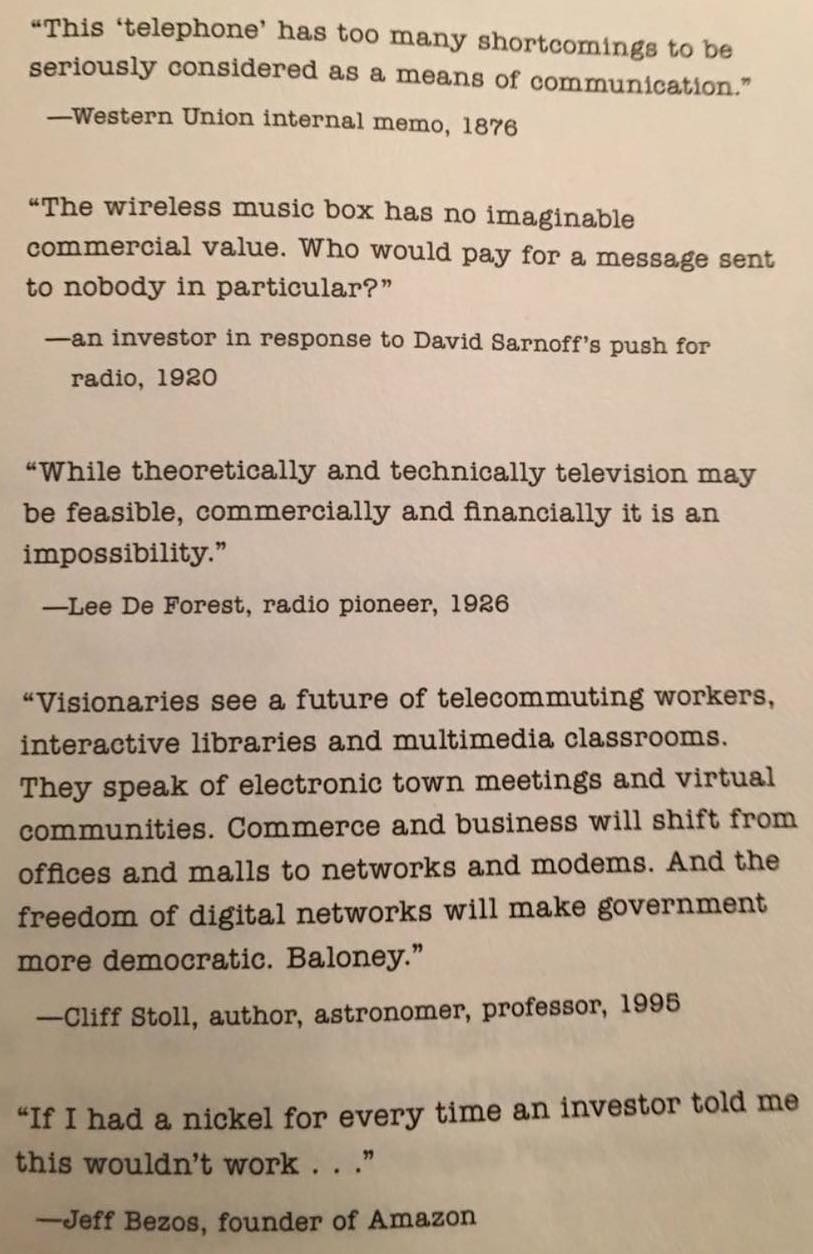 “This ‘telephone’ has too many shortcomings to be
seriously considered as a means of communication.”
—Western Union internal memo, 1876
“The wireless music box has no imaginable
commercial value. Who would pay for a message sent
to nobody in particular?”
—an investor in response to David Sarnoff’s push for
radio, 1920
“While theoretically and technically television may
be feasible, commercially and financially it is an
impossibility.”
—Lee De Forest, radio pioneer, 1926
“Visionaries see a future of telecommuting workers,
interactive libraries and multimedia classrooms.
They speak of electronic town meetings and virtual
communities. Commerce and business will shift from
offices and malls to networks and modems. And the
freedom of digital networks will make government
more democratic. Baloney.”
—Cliff Stoll, author, astronomer, professor, 1995
“If I had a nickel for every time an investor told me
this wouldn’t work . . .”
—Jeff Bezos, founder of Amazon